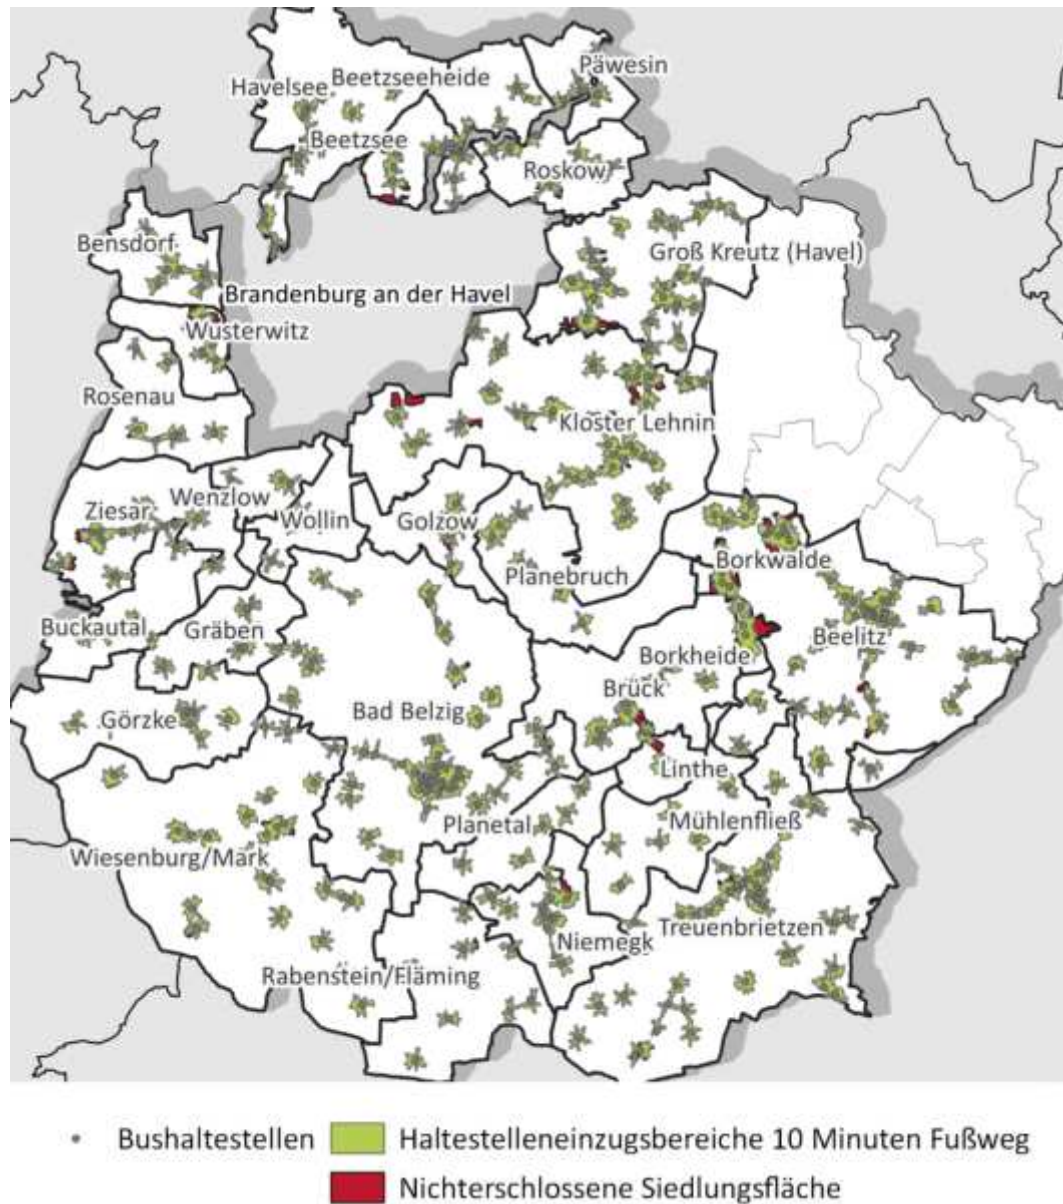 Päwesin
Beetzseeheide
Havelsee
Beetzsee
Roskow
Bensdorf
Groß Kreutz (Havel)
Brandenburg an der Havel
Wusterwitz
Rosenau
Kloster Lehnin
Wenzlow
Ziesar
Wollin
Golzow
Borkwalde
Planebruch
Buckautal
Gräben
Beelitz
Borkheide
Brück
Görzke
Bad Belzig
Linthe
Planetal
Mühlenfließ
Wiesenburg/Mark
Treuenbrietzen
Niemegk
Rabenstein/Fläming
Bushaltestellen
Haltestelleneinzugsbereiche 10 Minuten Fußweg
Nichterschlossene Siedlungsfläche